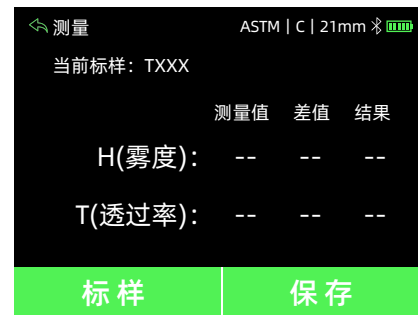 测量 ASTM | C | 21mm
当前标样：TXXX
测量值 差值 结果
H(雾度)： -- -- --
T(透过率)： -- -- --
标样 保存